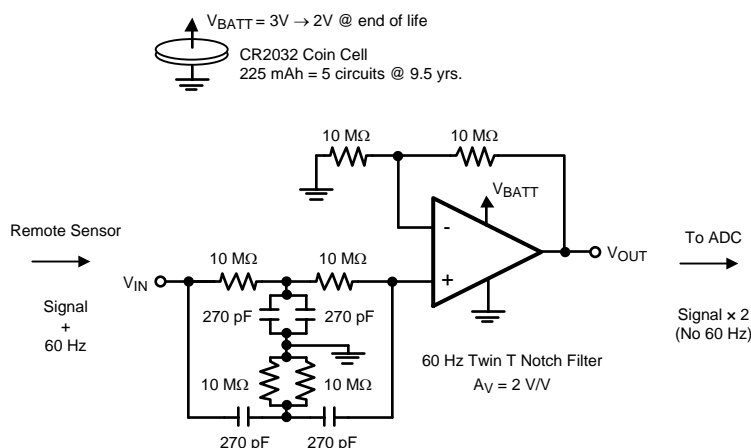 V_BATT = 3V → 2V @ end of life
CR2032 Coin Cell
225 mAh = 5 circuits @ 9.5 yrs.
10 MΩ
10 MΩ
V_BATT
-
+
V_OUT
Remote Sensor
Signal
+
60 Hz
V_IN
10 MΩ
10 MΩ
270 pF
270 pF
10 MΩ
10 MΩ
270 pF
270 pF
To ADC
Signal × 2
(No 60 Hz)
60 Hz Twin T Notch Filter
A_V = 2 V/V